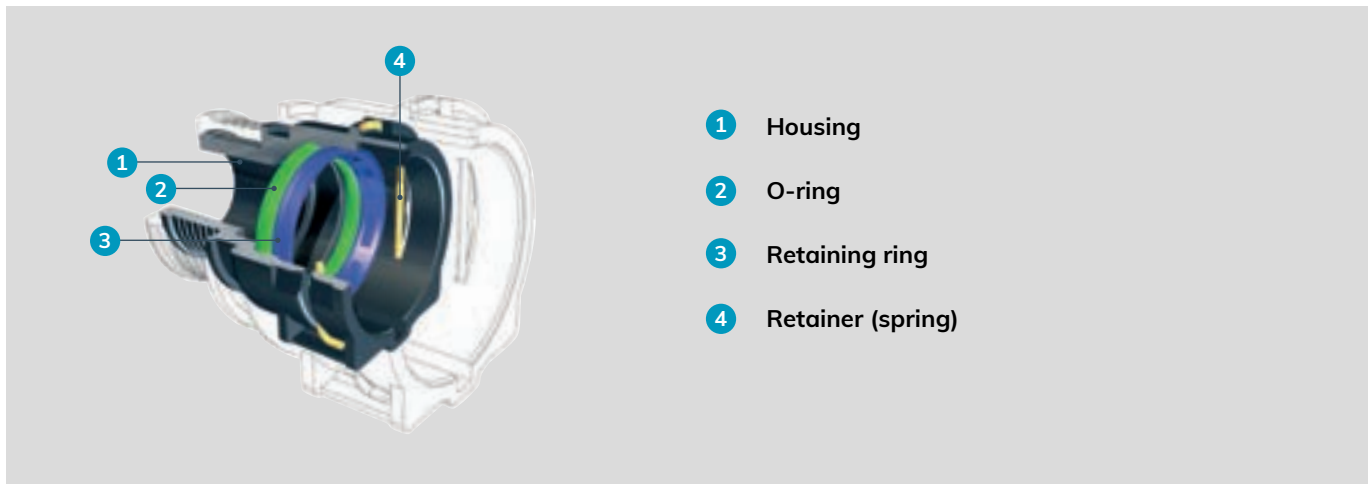 4
1
2
3
1 Housing
2 O-ring
3 Retaining ring
4 Retainer (spring)